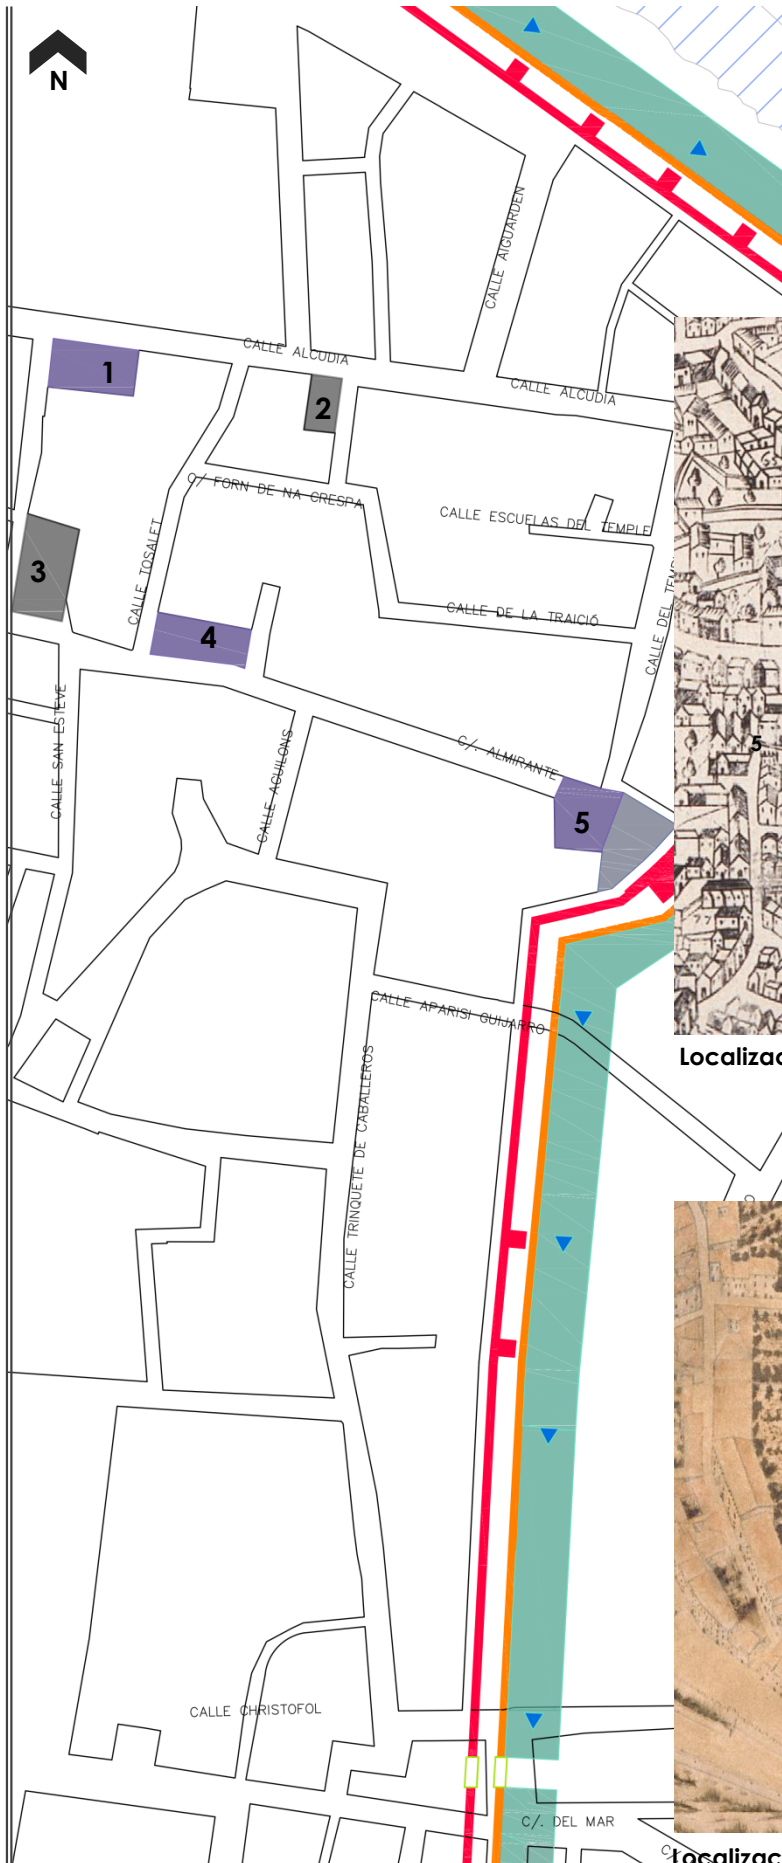 N
CALLE AIGUARDEN
CALLE ALCUDIA
CALLE ALCUDIA
1
2
C/ FORN DE NA CRESPA
CALLE ESCUELAS DEL TEMPLE
3
CALLE TOSALET
CALLE DE LA TRAICIÓ
CALLE DEL TEMP
4
CALLE SAN ESTEVE
CALLE AGUILONS
C/. ALMIRANTE
5
5
CALLE APARISI GUIJARRO
Localizac
CALLE TRINQUETE DE CABALLEROS
CALLE CHRISTOFOL
C/. DEL MAR
Localizac